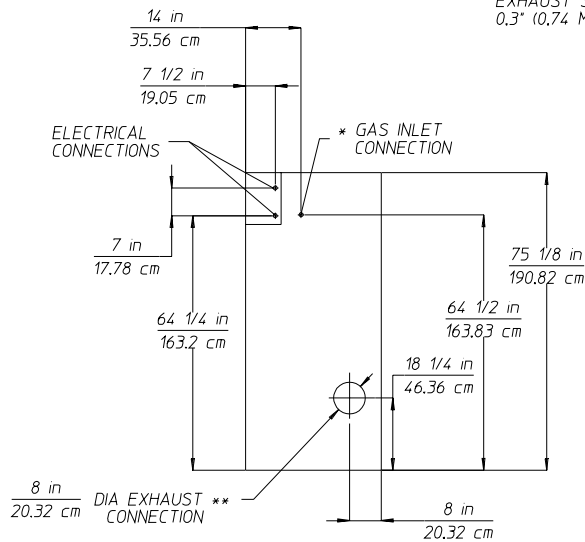 EXHAUST
0.3" (0.74
14 in
35.56 cm
7 1/2 in
19.05 cm
ELECTRICAL
CONNECTIONS
* GAS INLET
CONNECTION
7 in
17.78 cm
75 1/8 in
190.82 cm
64 1/4 in
163.2 cm
64 1/2 in
163.83 cm
18 1/4 in
46.36 cm
8 in
20.32 cm
DIA EXHAUST **
CONNECTION
8 in
20.32 cm